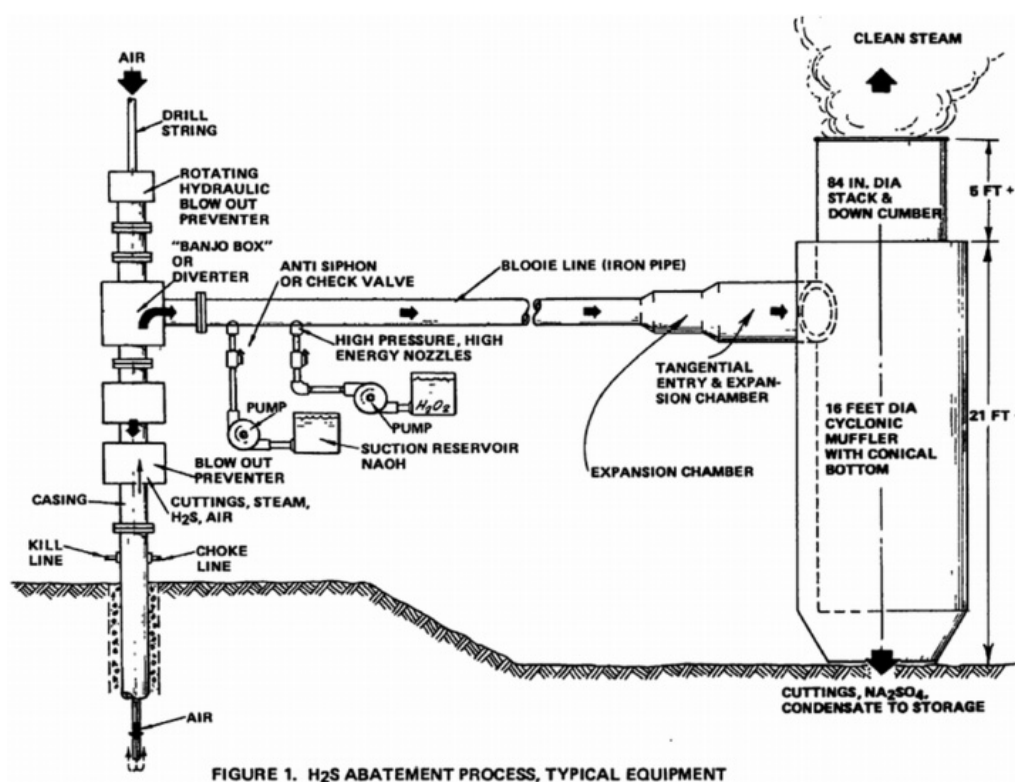 AIR
DRILL
STRING
ROTATING
HYDRAULIC
BLOW OUT
PREVENTER
"BANJO BOX"
OR
DIVERTER
ANTI SIPHON
OR CHECK VALVE
BLOOIE LINE (IRON PIPE)
HIGH PRESSURE, HIGH
ENERGY NOZZLES
H2O2
PUMP
PUMP
SUCTION RESERVOIR
NAOH
BLOW OUT
PREVENTER
CASING
CUTTINGS, STEAM,
H2S, AIR
KILL
LINE
CHOKE
LINE
AIR
EXPANSION CHAMBER
TANGENTIAL
ENTRY & EXPAN-
SION CHAMBER
CLEAN STEAM
84 IN. DIA
STACK &
DOWN CUMBER
5 FT +
16 FEET DIA
CYCLONIC
MUFFLER
WITH CONICAL
BOTTOM
21 FT
CUTTINGS, NA2SO4,
CONDENSATE TO STORAGE
FIGURE 1. H2S ABATEMENT PROCESS, TYPICAL EQUIPMENT